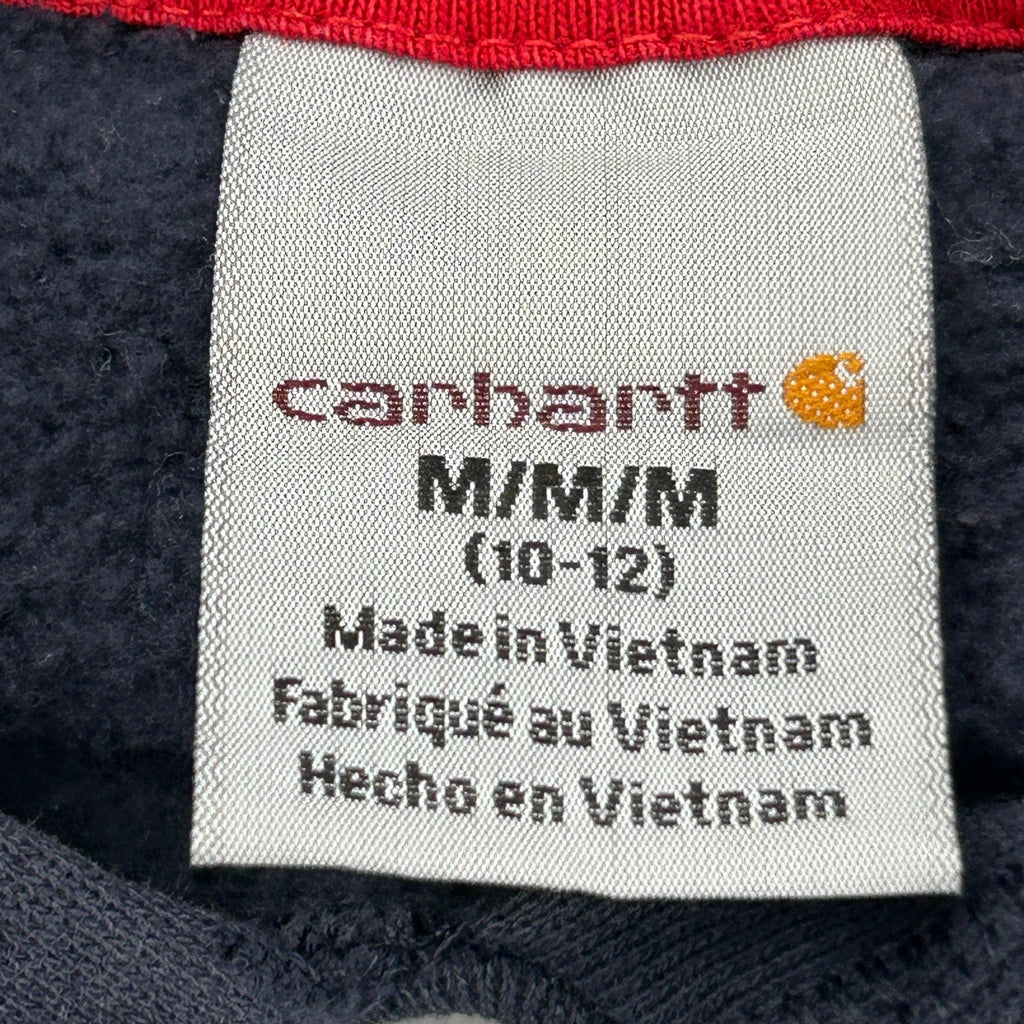 carhartt
M/M/M
(10-12)
Made in Vietnam
Fabriqué au Vietnam
Hecho en Vietnam